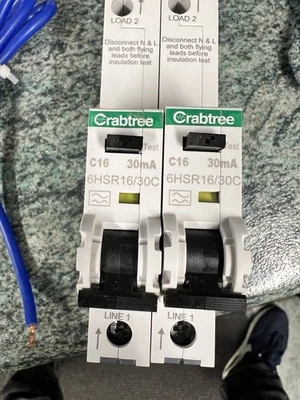 LOAD 2
LOAD 2
Disconnect N & L
and both flying
leads before
insulation test
Disconnect N & L
and both flying
leads before
insulation test
Crabtree
Crabtree
Test
Test
C16 30mA
C16 30mA
6HSR16/30C
6HSR16/30C
LINE 1
LINE 1